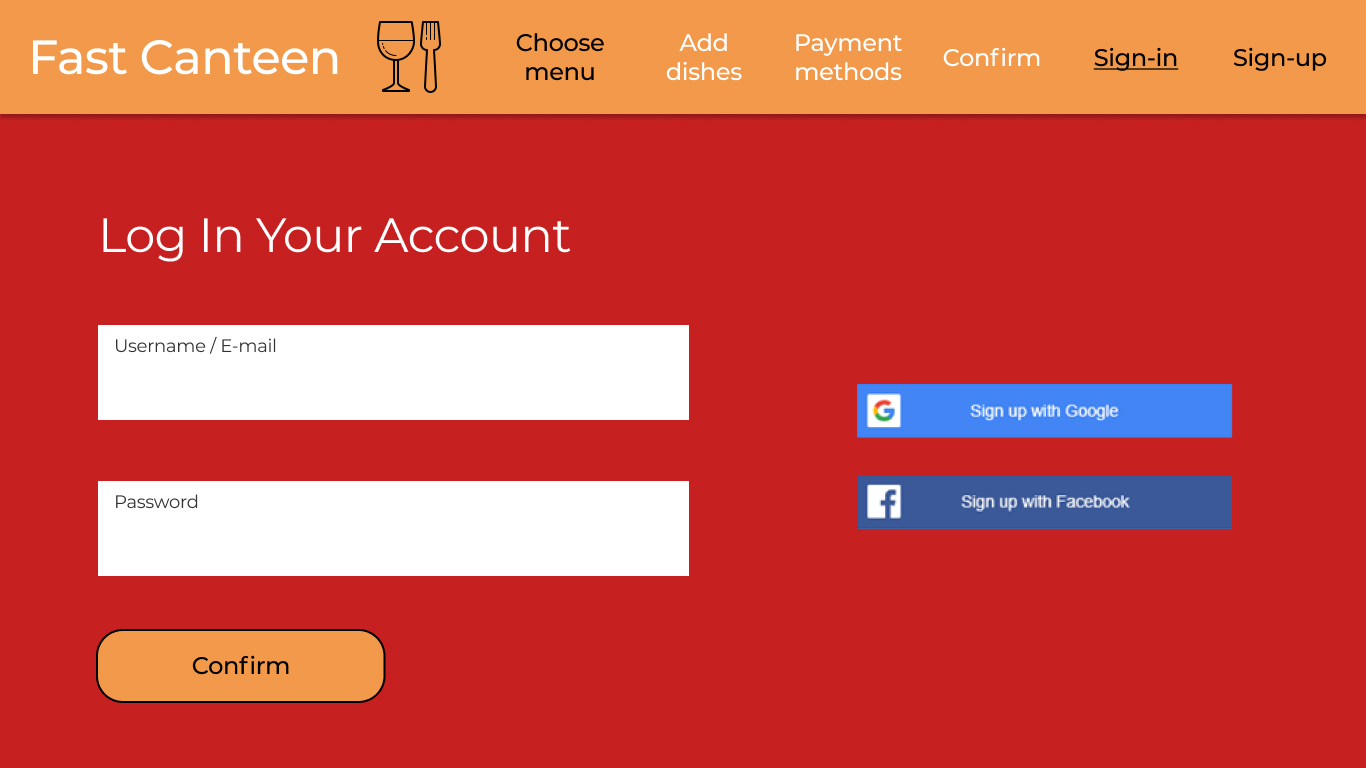 Fast Canteen
Choose
menu
Add
dishes
Payment
methods
Confirm
Sign-in
Sign-up
Log In Your Account
Username / E-mail
Password
Confirm
G
Sign up with Google
f
Sign up with Facebook